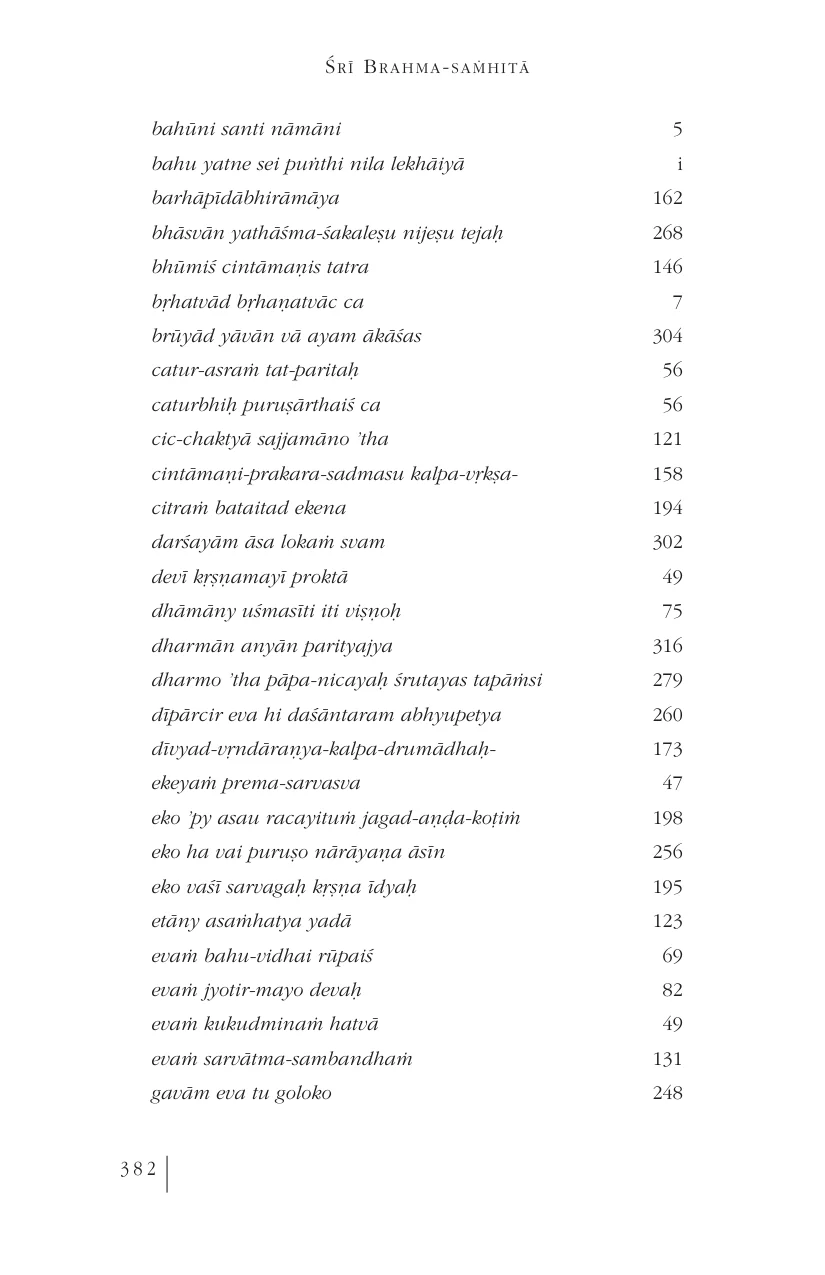 Śrī Brahma-saṁhitā
bahūni santi nāmāni 5
bahu yatne sei puṅthi nila lekhāiyā i
barhāpīdābhirāmāya 162
bhāsvān yathāśma-śakaleṣu nijeṣu tejaḥ 268
bhūmiś cintāmaṇis tatra 146
bṛhatvād bṛhaṇatvāc ca 7
brūyād yāvān vā ayam ākāśas 304
catur-asraṁ tat-paritaḥ 56
caturbhiḥ puruṣārthaiś ca 56
cic-chaktyā sajjamāno ’tha 121
cintāmaṇi-prakara-sadmasu kalpa-vṛkṣa- 158
citraṁ bataitad ekena 194
darśayām āsa lokaṁ svam 302
devī kṛṣṇamayī proktā 49
dhāmāny uśmasīti iti viṣṇoḥ 75
dharmān anyān parityajya 316
dharmo ’tha pāpa-nicayaḥ śrutayas tapāṁsi 279
dīpārcir eva hi daśāntaram abhyupetya 260
dīvyad-vṛndāraṇya-kalpa-drumādhaḥ- 173
ekeyaṁ prema-sarvasva 47
eko ’py asau racayituṁ jagad-aṇḍa-koṭiṁ 198
eko ha vai puruṣo nārāyaṇa āsīn 256
eko vaśī sarvagaḥ kṛṣṇa īdyaḥ 195
etāny asaṁhatya yadā 123
evaṁ bahu-vidhai rūpaiś 69
evaṁ jyotir-mayo devaḥ 82
evaṁ kukudminaṁ hatvā 49
evaṁ sarvātma-sambandhaṁ 131
gavām eva tu goloko 248
382